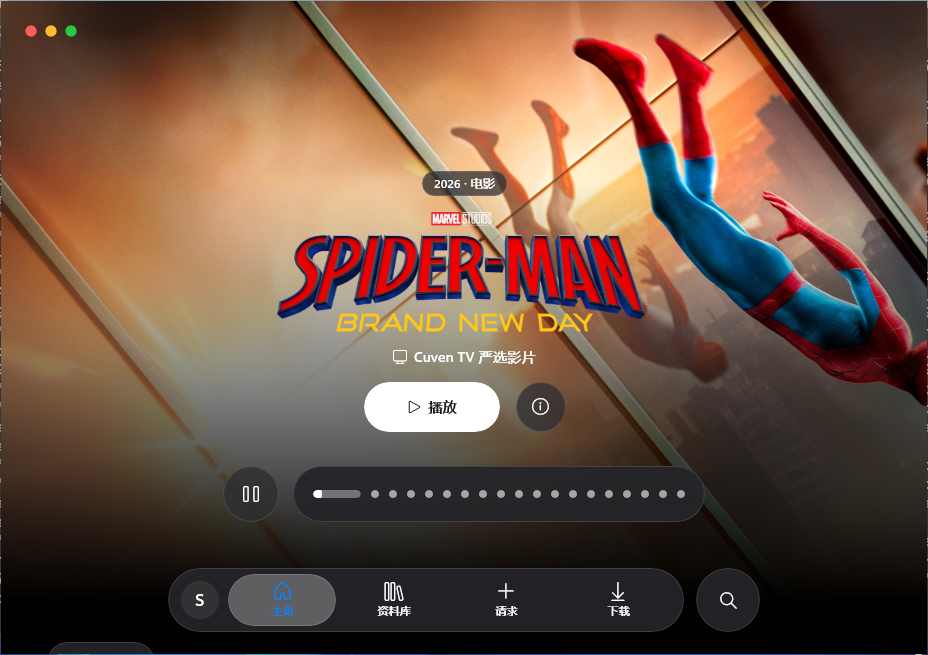 2026 · 电影
MARVEL STUDIOS
SPIDER-MAN
BRAND NEW DAY
Cuven TV 严选影片
播放
S
主页
资料库
请求
下载